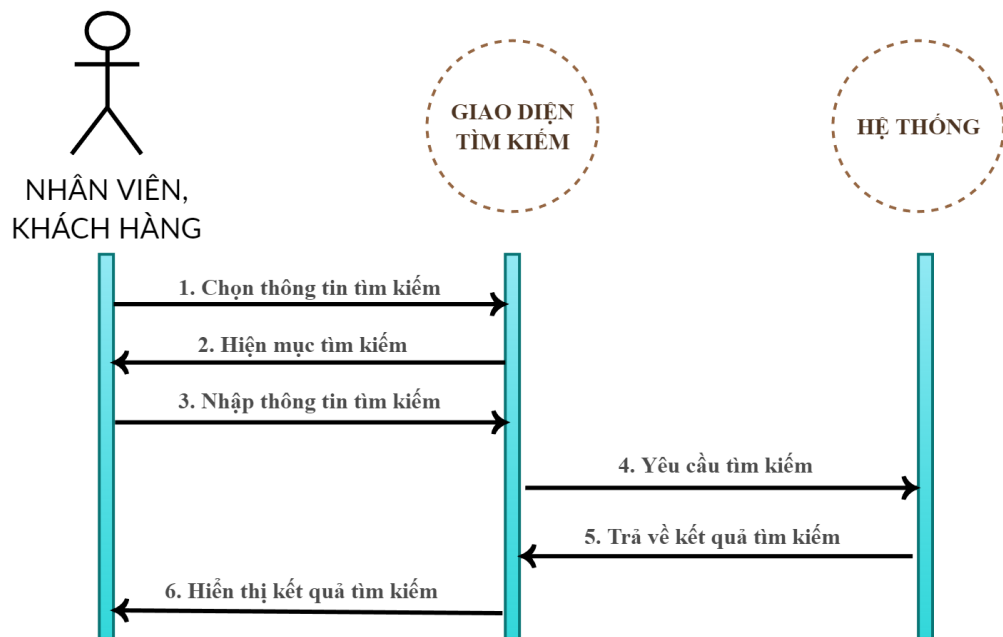 NHÂN VIÊN,
KHÁCH HÀNG
GIAO DIỆN
TÌM KIẾM
HỆ THỐNG
1. Chọn thông tin tìm kiếm
2. Hiện mục tìm kiếm
3. Nhập thông tin tìm kiếm
4. Yêu cầu tìm kiếm
5. Trả về kết quả tìm kiếm
6. Hiển thị kết quả tìm kiếm